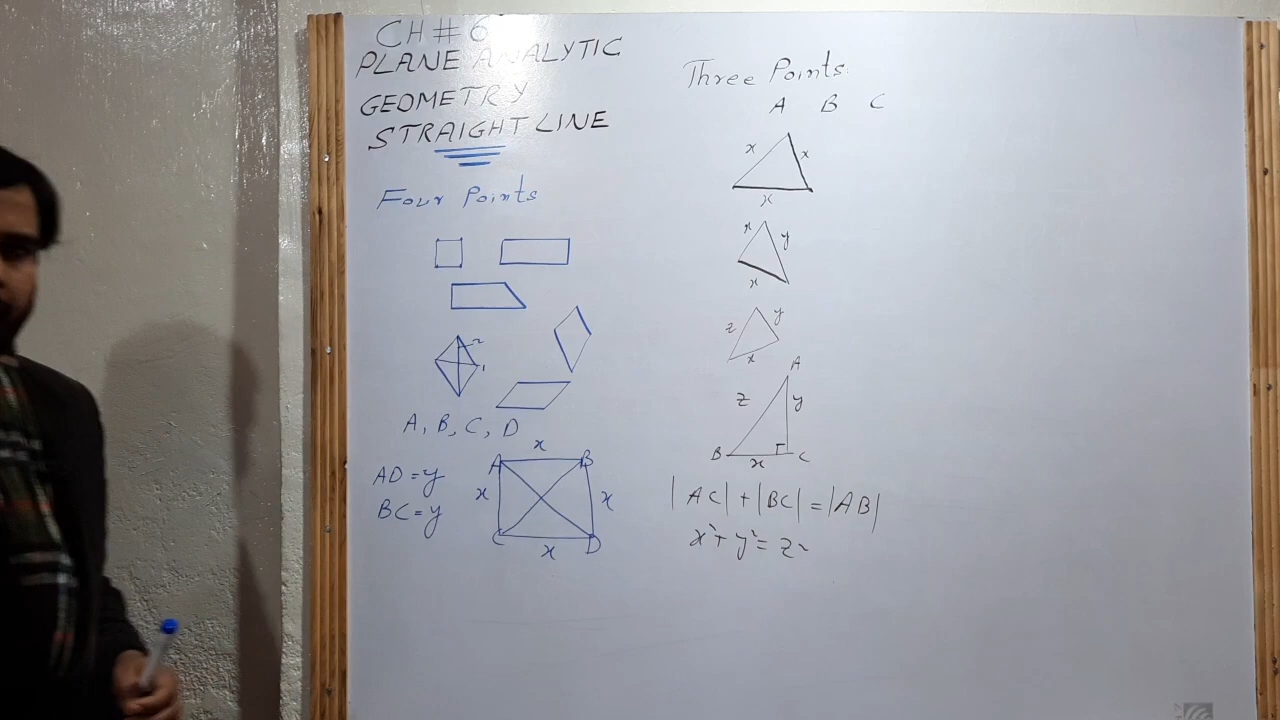 CH # 6
PLANE ANALYTIC
GEOMETRY
STRAIGHT LINE
Four Points
A, B, C, D
AD = y
BC = y
x
A B
x x
C D
x
Three Points
A B C
x x
x
x y
x
z y
x
A
z y
B x C
|AC| + |BC| = |AB|
x² + y² = z²